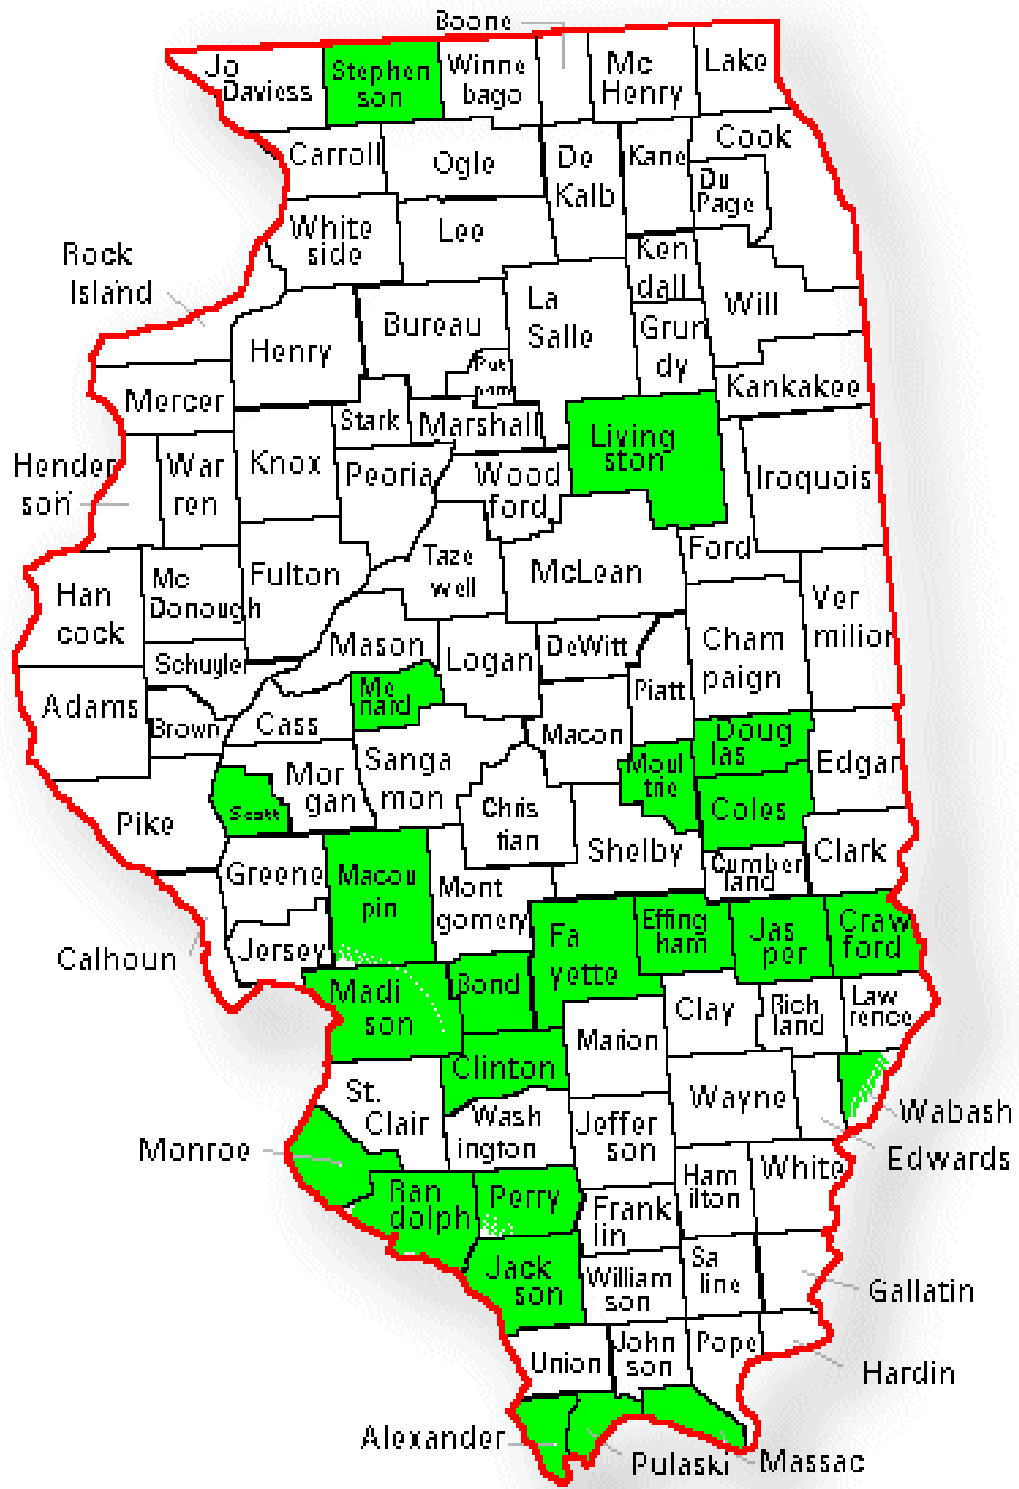 Boone
Jo
Daviess
Stephen
son
Winne
bago
Mc
Henry
Lake
Carroll
Ogle
De
Kalb
Kane
Cook
Du
Page
White
side
Lee
Rock
Island
Ken
dall
Will
La
Salle
Bureau
Henry
Grun
dy
Put
nam
Mercer
Kankakee
Stark
Marshall
Living
ston
Hender
son
War
ren
Knox
Peoria
Wood
ford
Iroquois
Ford
Taze
well
McLean
Han
cock
Mc
Donough
Fulton
Ver
milion
Schuyle
Mason
Logan
DeWitt
Cham
paign
Piatt
Adams
Brown
Cass
Me
nard
Macon
Doug
las
Sanga
mon
Moul
trie
Edgar
Mor
gan
Scott
Pike
Chris
tian
Coles
Shelby
Cumber
land
Clark
Greene
Macou
pin
Mont
gomery
Jersey
Calhoun
Fa
yette
Effing
ham
Jas
per
Craw
ford
Madi
son
Bond
Clay
Rich
land
Law
rence
Marion
Clinton
St.
Clair
Wash
ington
Wayne
Wabash
Edwards
Jeffer
son
Monroe
Ran
dolph
Perry
Ham
ilton
White
Frank
lin
Jack
son
William
son
Sa
line
Gallatin
Union
John
son
Pope
Hardin
Alexander
Pulaski
Massac